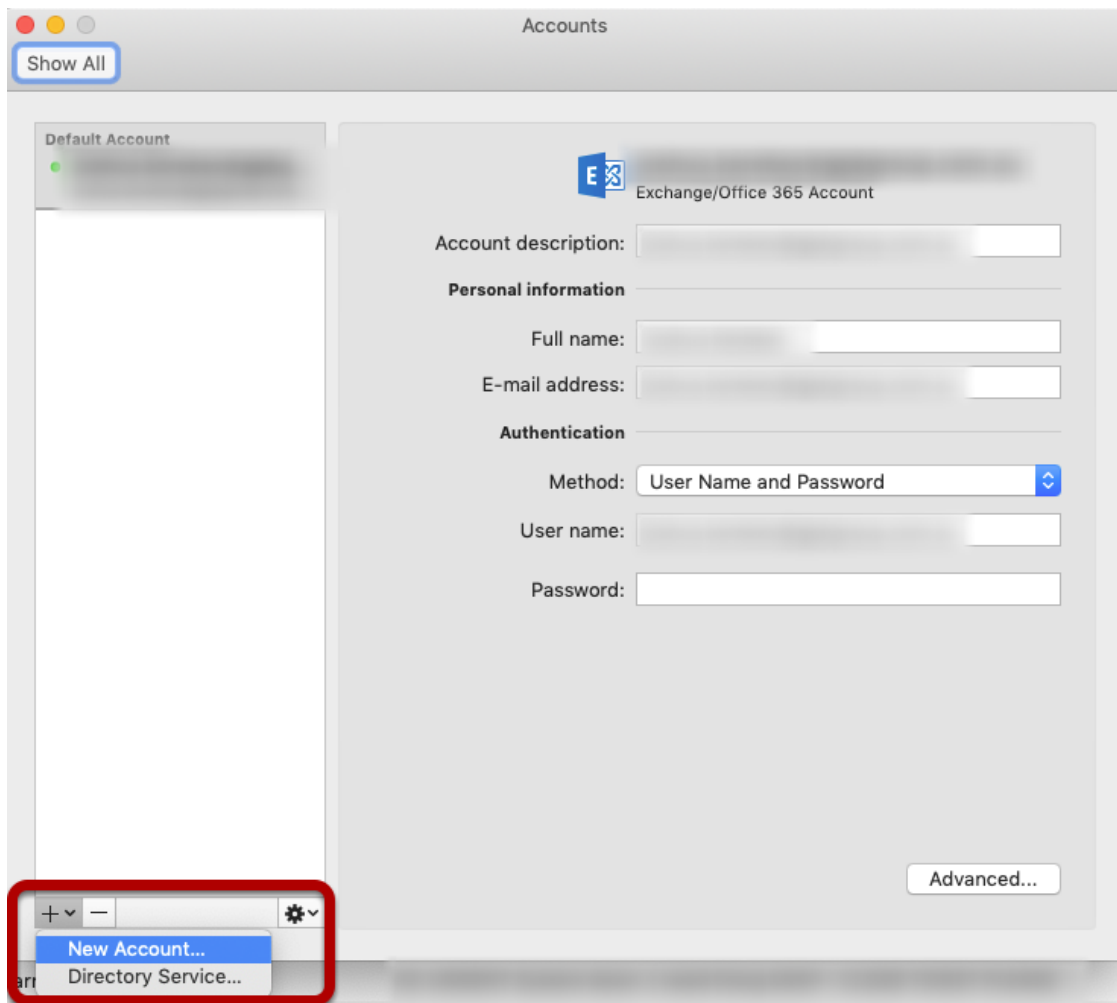 Accounts
Show All
Default Account
Exchange/Office 365 Account
Account description:
Personal information
Full name:
E-mail address:
Authentication
Method: User Name and Password
User name:
Password:
Advanced...
New Account...
Directory Service...